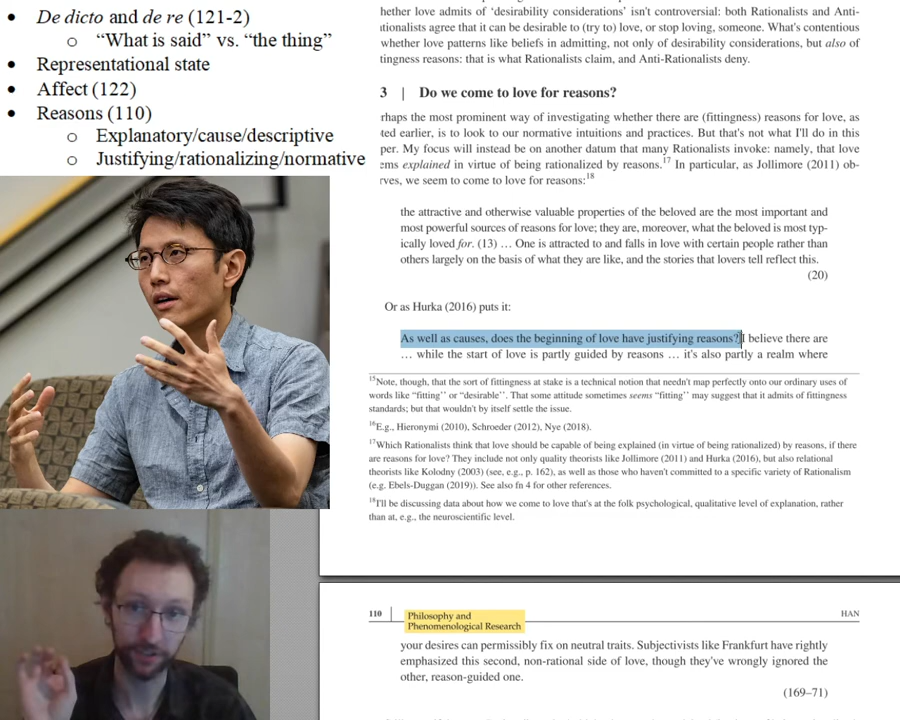 De dicto and de re (121-2)
“What is said” vs. “the thing”
Representational state
Affect (122)
Reasons (110)
Explanatory/cause/descriptive
Justifying/rationalizing/normative
hether love admits of ‘desirability considerations’ isn't controversial: both Rationalists and Anti-
itionalists agree that it can be desirable to (try to) love, or stop loving, someone. What's contentious
whether love patterns like beliefs in admitting, not only of desirability considerations, but also of
tingness reasons: that is what Rationalists claim, and Anti-Rationalists deny.
3 | Do we come to love for reasons?
rhaps the most prominent way of investigating whether there are (fittingness) reasons for love, as
ted earlier, is to look to our normative intuitions and practices. But that's not what I'll do in this
per. My focus will instead be on another datum that many Rationalists invoke: namely, that love
ems explained in virtue of being rationalized by reasons.17 In particular, as Jollimore (2011) ob-
rves, we seem to come to love for reasons:18
the attractive and otherwise valuable properties of the beloved are the most important and
most powerful sources of reasons for love; they are, moreover, what the beloved is most typ-
ically loved for. (13) … One is attracted to and falls in love with certain people rather than
others largely on the basis of what they are like, and the stories that lovers tell reflect this.
(20)
Or as Hurka (2016) puts it:
As well as causes, does the beginning of love have justifying reasons? I believe there are
… while the start of love is partly guided by reasons … it's also partly a realm where
15Note, though, that the sort of fittingness at stake is a technical notion that needn't map perfectly onto our ordinary uses of
words like “fitting” or “desirable”. That some attitude sometimes seems “fitting” may suggest that it admits of fittingness
standards; but that wouldn't by itself settle the issue.
16E.g., Hieronymi (2010), Schroeder (2012), Nye (2018).
17Which Rationalists think that love should be capable of being explained (in virtue of being rationalized) by reasons, if there
are reasons for love? They include not only quality theorists like Jollimore (2011) and Hurka (2016), but also relational
theorists like Kolodny (2003) (see, e.g., p. 162), as well as those who haven't committed to a specific variety of Rationalism
(e.g. Ebels-Duggan (2019)). See also fn 4 for other references.
18I'll be discussing data about how we come to love that's at the folk psychological, qualitative level of explanation, rather
than at, e.g., the neuroscientific level.
110 | Philosophy and
Phenomenological Research
HAN
your desires can permissibly fix on neutral traits. Subjectivists like Frankfurt have rightly
emphasized this second, non-rational side of love, though they've wrongly ignored the
other, reason-guided one.
(169–71)